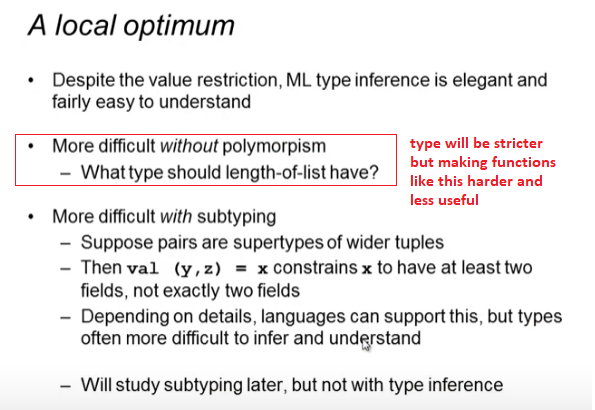 A local optimum
• Despite the value restriction, ML type inference is elegant and
fairly easy to understand
• More difficult without polymorpism
– What type should length-of-list have?
type will be stricter
but making functions
like this harder and
less useful
• More difficult with subtyping
– Suppose pairs are supertypes of wider tuples
– Then val (y,z) = x constrains x to have at least two
fields, not exactly two fields
– Depending on details, languages can support this, but types
often more difficult to infer and understand
– Will study subtyping later, but not with type inference